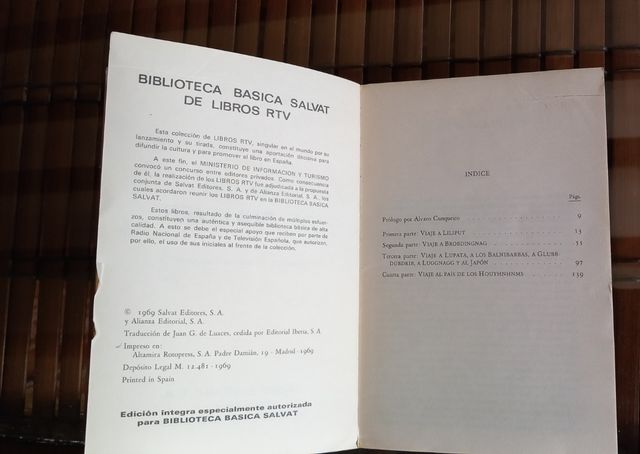 BIBLIOTECA BASICA SALVAT
DE LIBROS RTV
Esta colección de LIBROS RTV, singular en el mundo por su
lanzamiento y su tirada, constituye una aportación decisiva para
difundir la cultura y para promover el libro en España.
A este fin, el MINISTERIO DE INFORMACION Y TURISMO
convocó un concurso entre editores privados. Como consecuencia
de él, la realización de los LIBROS RTV fue adjudicada a la propuesta
conjunta de Salvat Editores, S. A. y de Alianza Editorial, S. A., los
cuales acordaron reunir los LIBROS RTV en la BIBLIOTECA BASICA
SALVAT.
Estos libros, resultado de la culminación de múltiples esfuer-
zos, constituyen una auténtica y asequible biblioteca básica de alta
calidad. A esto se debe el especial apoyo que reciben por parte de
Radio Nacional de España y de Televisión Española, que autorizan,
por ello, el uso de sus iniciales al frente de la colección.
© 1969 Salvat Editores, S. A.
y Alianza Editorial, S. A.
Traducción de Juan G. de Luaces, cedida por Editorial Iberia, S. A.
Impreso en:
Altamira Rotopress, S. A. Padre Damián, 19 - Madrid - 1969
Depósito Legal M. 12.481 - 1969
Printed in Spain
Edición íntegra especialmente autorizada
para BIBLIOTECA BASICA SALVAT
INDICE
Págs.
Prólogo por Alvaro Cunqueiro 9
Primera parte: VIAJE A LILIPUT 13
Segunda parte: VIAJE A BROBDINGNAG 55
Tercera parte: VIAJE A LUPATA, A LOS BALNIBARBAS, A GLUBB-
DUBDRIB, A LUGGNAGG Y AL JAPÓN 97
Cuarta parte: VIAJE AL PAÍS DE LOS HOUYHNHNMS 139